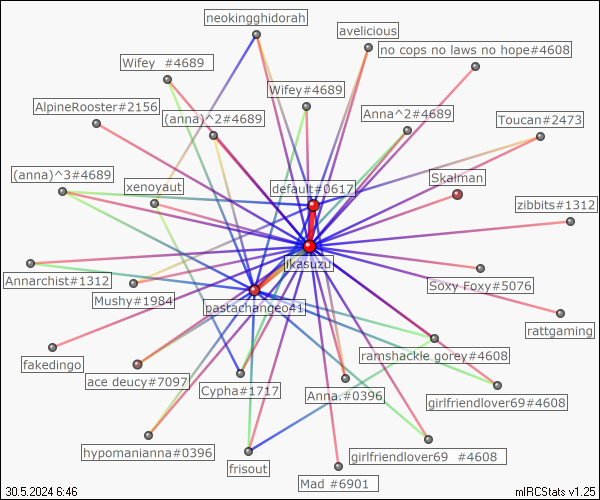 neokingghidorah
avelicious
no cops no laws no hope#4608
Wifey  #4689
Wifey#4689
AlpineRooster#2156
(anna)^2#4689
Anna^2#4689
Toucan#2473
(anna)^3#4689
xenoyaut
default#0617
Skalman
zibbits#1312
ikasuzu
Annarchist#1312
Mushy#1984
Soxy Foxy#5076
pastachange041
rattgaming
fakedingo
ramshackle gorey#4608
ace deucy#7097
Cypha#1717
Anna.#0396
girlfriendlover69#4608
hypomanianna#0396
frisout
girlfriendlover69  #4608
Mad #6901
30.5.2024 6:46
mIRCStats v1.25